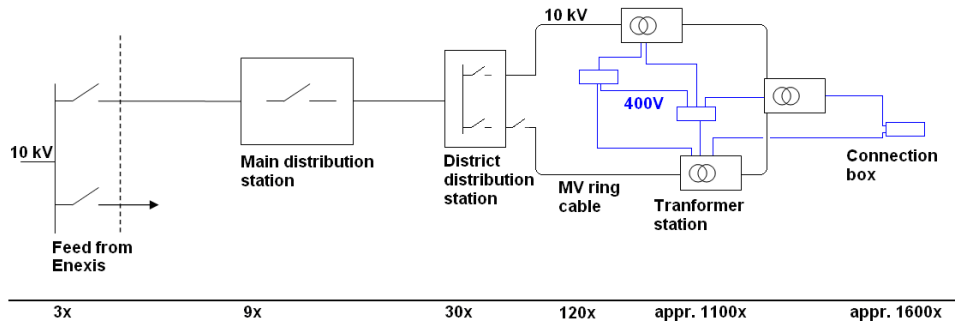 10 kV
400V
10 kV
Main distribution
station
District
distribution
station
MV ring
cable
Tranformer
station
Connection
box
Feed from
Enexis
3x
9x
30x
120x
appr. 1100x
appr. 1600x